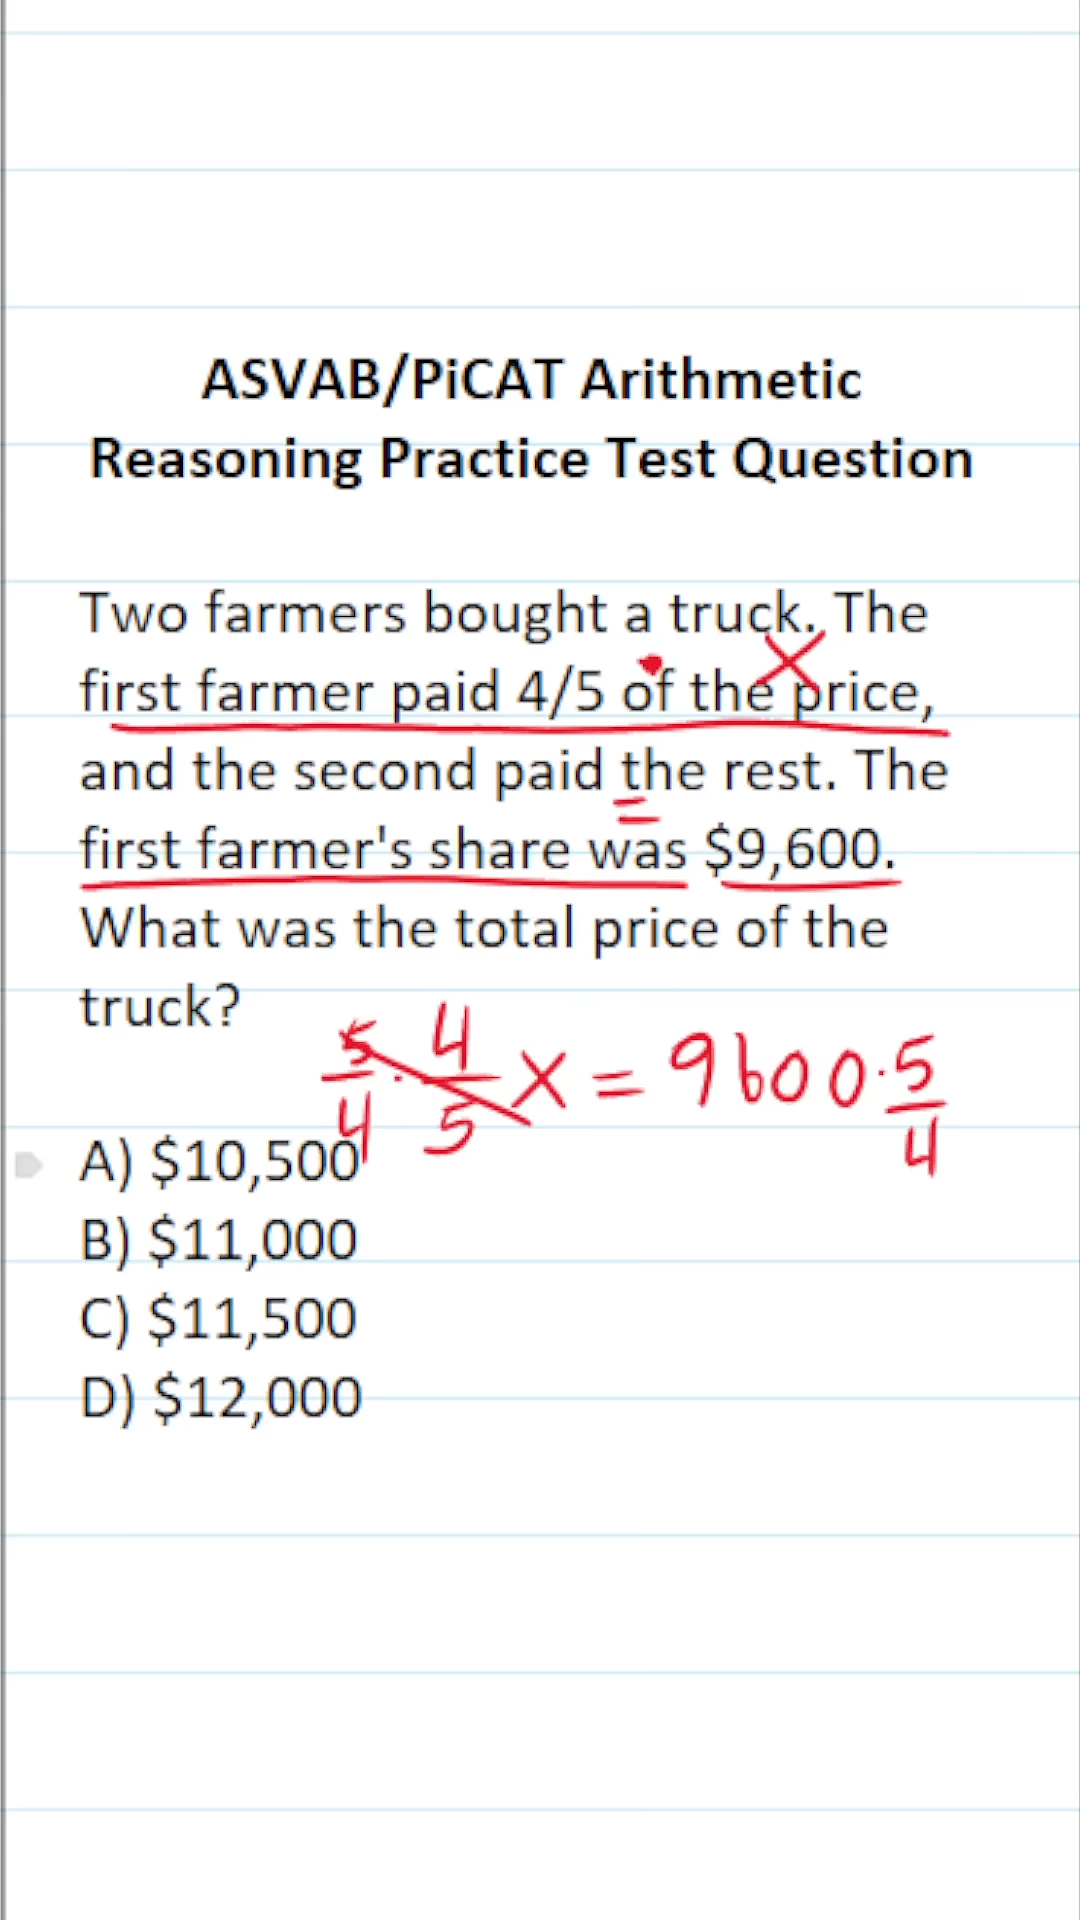 ASVAB/PiCAT Arithmetic
Reasoning Practice Test Question
Two farmers bought a truck. The
x
first farmer paid 4/5 of the price,
and the second paid the rest. The
=
first farmer's share was $9,600.
What was the total price of the
truck?
5/4 · 4/5 x = 9600 · 5/4
A) $10,500
B) $11,000
C) $11,500
D) $12,000